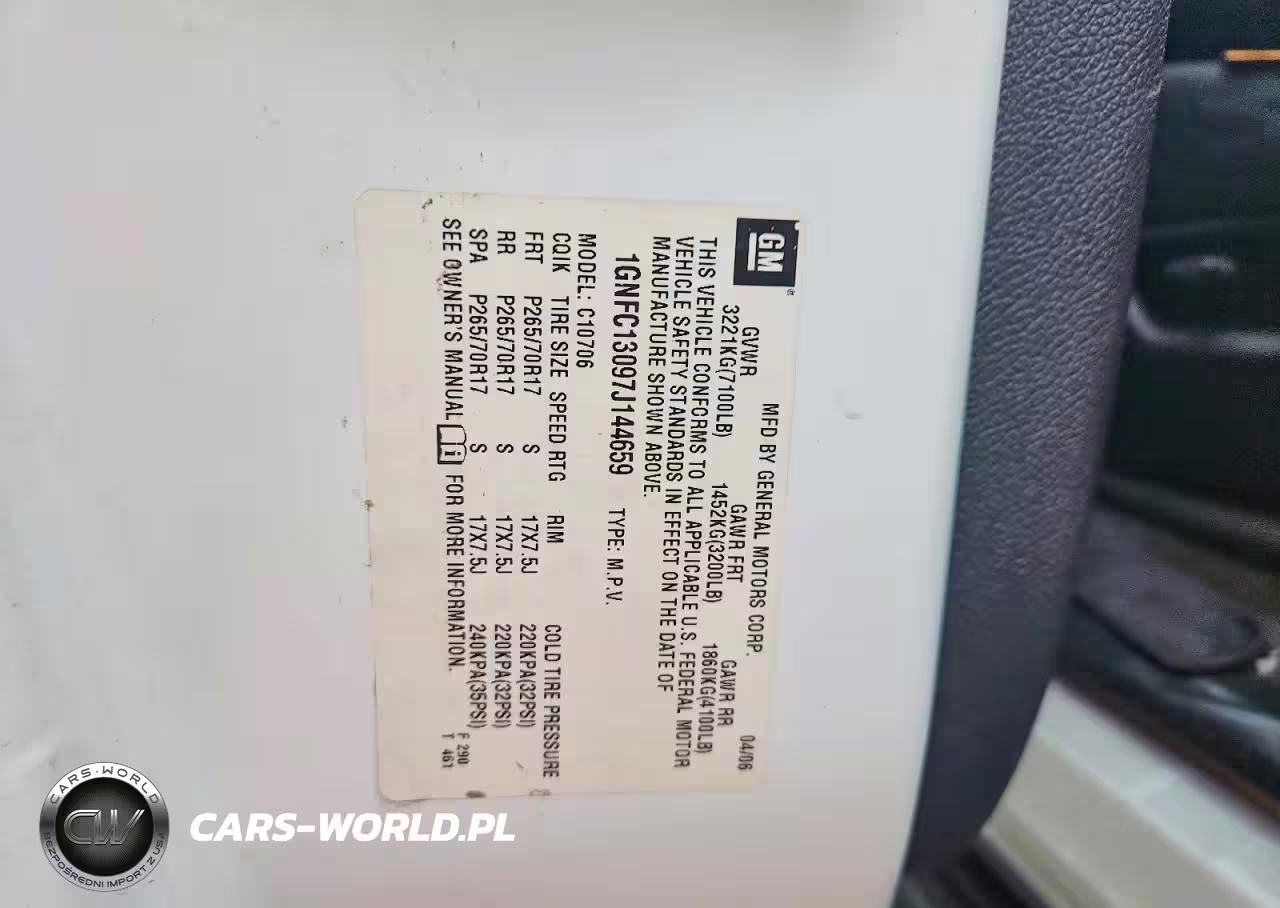 GM
MFD BY GENERAL MOTORS CORP. 04/06
GVWR GAWR FRT GAWR RR
3221KG(7100LB) 1452KG(3200LB) 1860KG(4100LB)
THIS VEHICLE CONFORMS TO ALL APPLICABLE U.S. FEDERAL MOTOR
VEHICLE SAFETY STANDARDS IN EFFECT ON THE DATE OF
MANUFACTURE SHOWN ABOVE.
1GNFC13097J144659 TYPE: M.P.V.
MODEL: C10706
CQIK TIRE SIZE SPEED RTG RIM COLD TIRE PRESSURE
FRT P265/70R17 S 17X7.5J 220KPA(32PSI)
RR P265/70R17 S 17X7.5J 220KPA(32PSI)
SPA P265/70R17 S 17X7.5J 240KPA(35PSI)
SEE OWNER'S MANUAL i FOR MORE INFORMATION.
F 290
T 461
CARS-WORLD
CW
BEZPOŚREDNI IMPORT Z USA
CARS-WORLD.PL